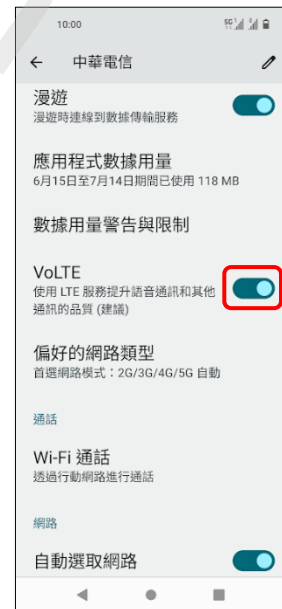 10:00
中華電信
漫遊
漫遊時連線到數據傳輸服務
應用程式數據用量
6月15日至7月14日期間已使用 118 MB
數據用量警告與限制
VoLTE
使用 LTE 服務提升語音通訊和其他
通訊的品質 (建議)
偏好的網路類型
首選網路模式：2G/3G/4G/5G 自動
通話
Wi-Fi 通話
透過行動網路進行通話
網路
自動選取網路